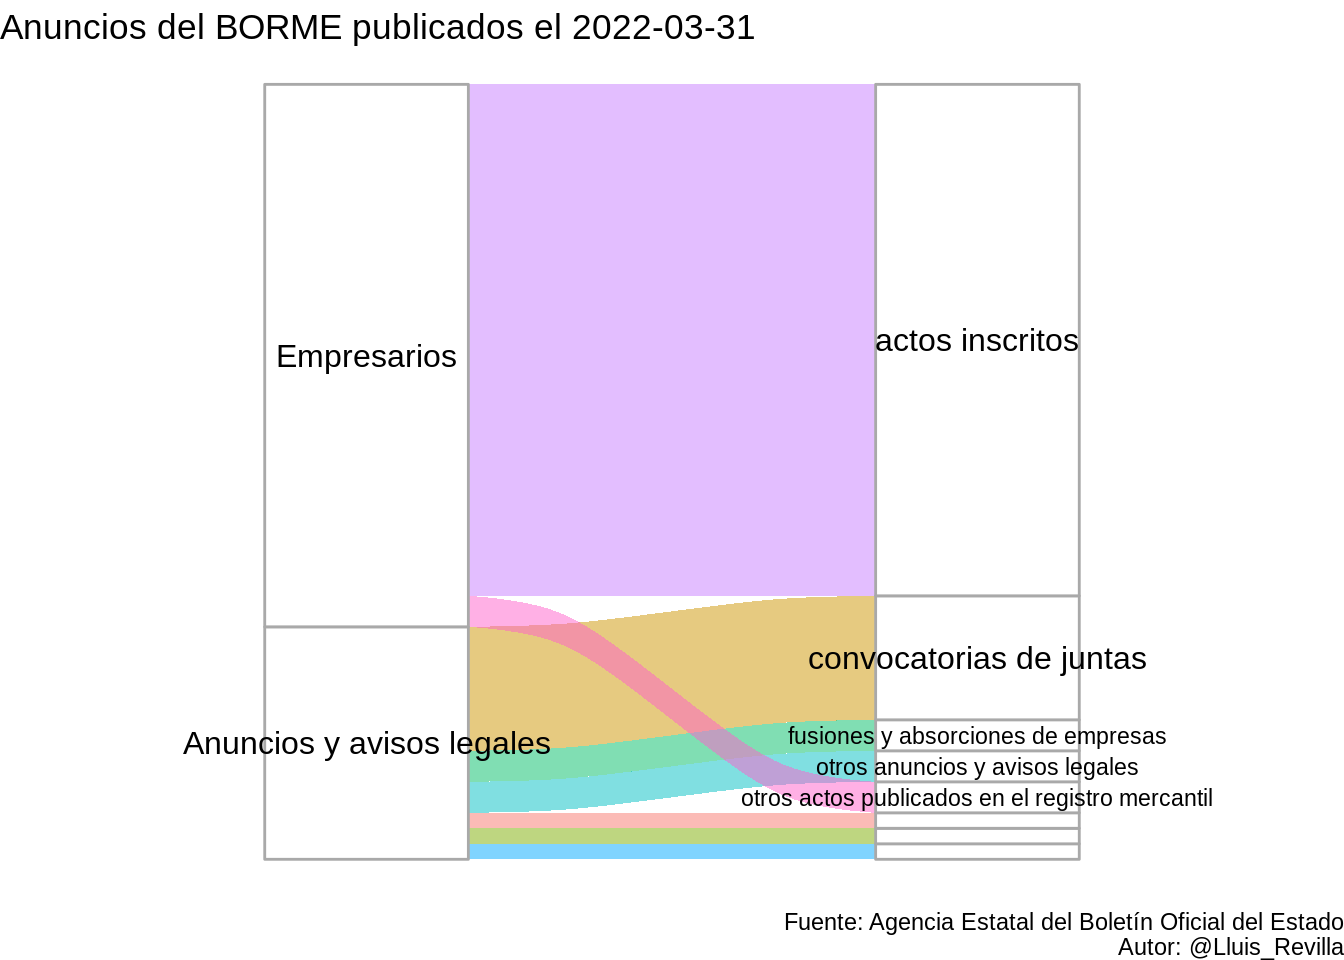 Anuncios del BORME publicados el 2022-03-31
Empresarios
actos inscritos
convocatorias de juntas
Anuncios y avisos legales
fusiones y absorciones de empresas
otros anuncios y avisos legales
otros actos publicados en el registro mercantil
Fuente: Agencia Estatal del Boletín Oficial del Estado
Autor: @Lluis_Revilla